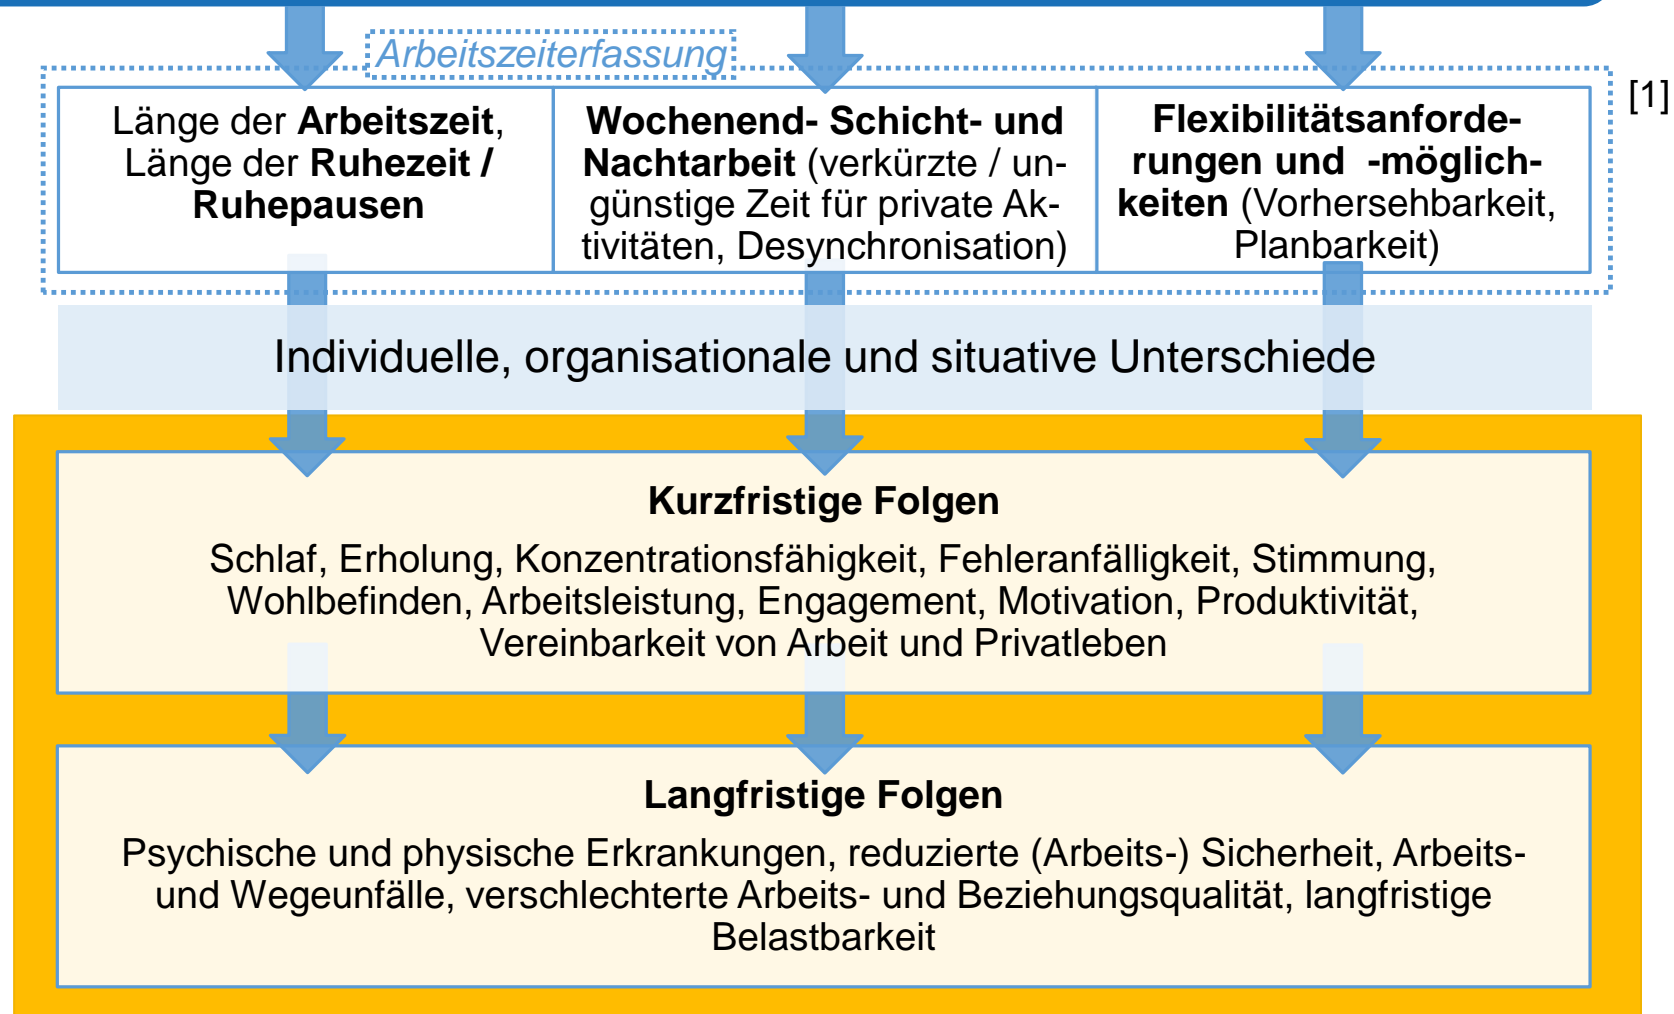 Arbeitszeiterfassung
[1]
Länge der Arbeitszeit,
Länge der Ruhezeit /
Ruhepausen
Wochenend- Schicht- und
Nachtarbeit (verkürzte / un-
günstige Zeit für private Ak-
tivitäten, Desynchronisation)
Flexibilitätsanforde-
rungen und -möglich-
keiten (Vorhersehbarkeit,
Planbarkeit)
Individuelle, organisationale und situative Unterschiede
Kurzfristige Folgen
Schlaf, Erholung, Konzentrationsfähigkeit, Fehleranfälligkeit, Stimmung,
Wohlbefinden, Arbeitsleistung, Engagement, Motivation, Produktivität,
Vereinbarkeit von Arbeit und Privatleben
Langfristige Folgen
Psychische und physische Erkrankungen, reduzierte (Arbeits-) Sicherheit, Arbeits-
und Wegeunfälle, verschlechterte Arbeits- und Beziehungsqualität, langfristige
Belastbarkeit